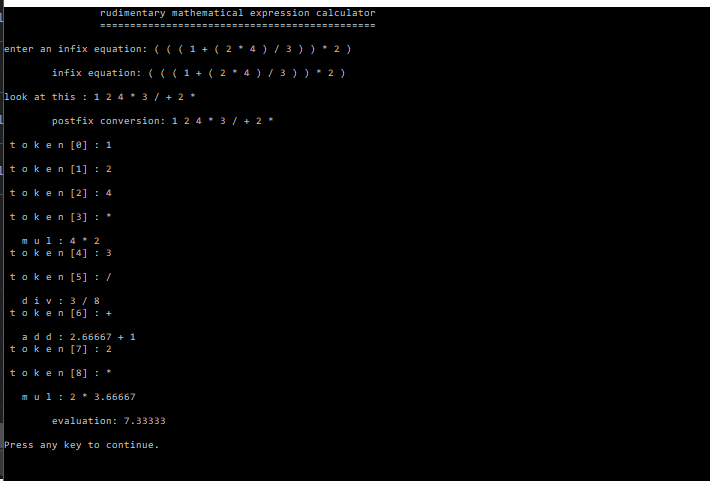 rudimentary mathematical expression calculator
==============================================
enter an infix equation: ( ( ( 1 + ( 2 * 4 ) / 3 ) ) * 2 )
infix equation: ( ( ( 1 + ( 2 * 4 ) / 3 ) ) * 2 )
look at this : 1 2 4 * 3 / + 2 *
postfix conversion: 1 2 4 * 3 / + 2 *
t o k e n [0] : 1
t o k e n [1] : 2
t o k e n [2] : 4
t o k e n [3] : *
m u l : 4 * 2
t o k e n [4] : 3
t o k e n [5] : /
d i v : 3 / 8
t o k e n [6] : +
a d d : 2.66667 + 1
t o k e n [7] : 2
t o k e n [8] : *
m u l : 2 * 3.66667
evaluation: 7.33333
Press any key to continue.